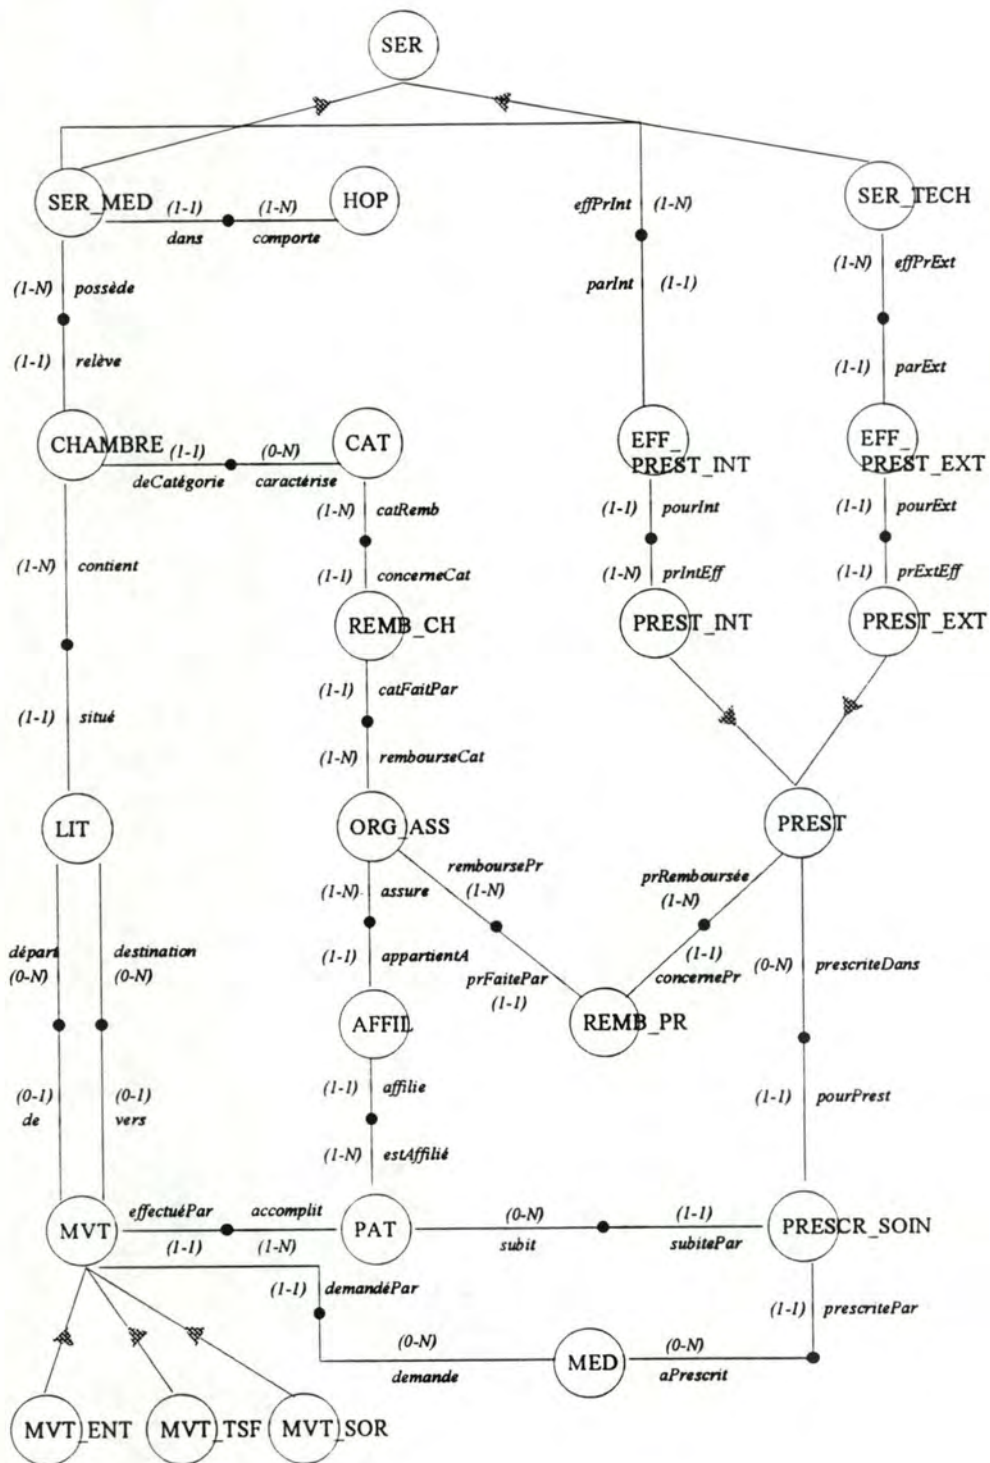 SER
SER_MED
(1-1)
(1-N)
HOP
dans
comporte
effPrInt
(1-N)
SER_TECH
(1-N)
effPrExt
(1-N)
possède
parInt
(1-1)
(1-1)
relève
(1-1)
parExt
CHAMBRE
(1-1)
(0-N)
CAT
deCatégorie
caractérise
EFF_
PREST_INT
EFF_
PREST_EXT
(1-N)
catRemb
(1-1)
pourInt
(1-1)
pourExt
(1-N)
contient
(1-1)
concerneCat
(1-N)
prIntEff
(1-1)
prExtEff
REMB_CH
PREST_INT
PREST_EXT
(1-1)
catFaitPar
(1-1)
situé
(1-N)
rembourseCat
LIT
ORG_ASS
PREST
remboursePr
(1-N)
prRemboursée
(1-N)
(1-N)
assure
départ
(0-N)
destination
(0-N)
(1-1)
appartientA
prFaitePar
(1-1)
(1-1)
concernePr
(0-N)
prescriteDans
AFFIL
REMB_PR
(0-1)
de
(0-1)
vers
(1-1)
affilie
(1-1)
pourPrest
(1-N)
estAffilié
MVT
effectuéPar
accomplit
(1-1)
(1-N)
PAT
(0-N)
subit
(1-1)
subitePar
PRESCR_SOIN
(1-1)
demandéPar
(1-1)
prescritePar
(0-N)
demande
MED
(0-N)
aPrescrit
MVT_ENT
MVT_TSF
MVT_SOR